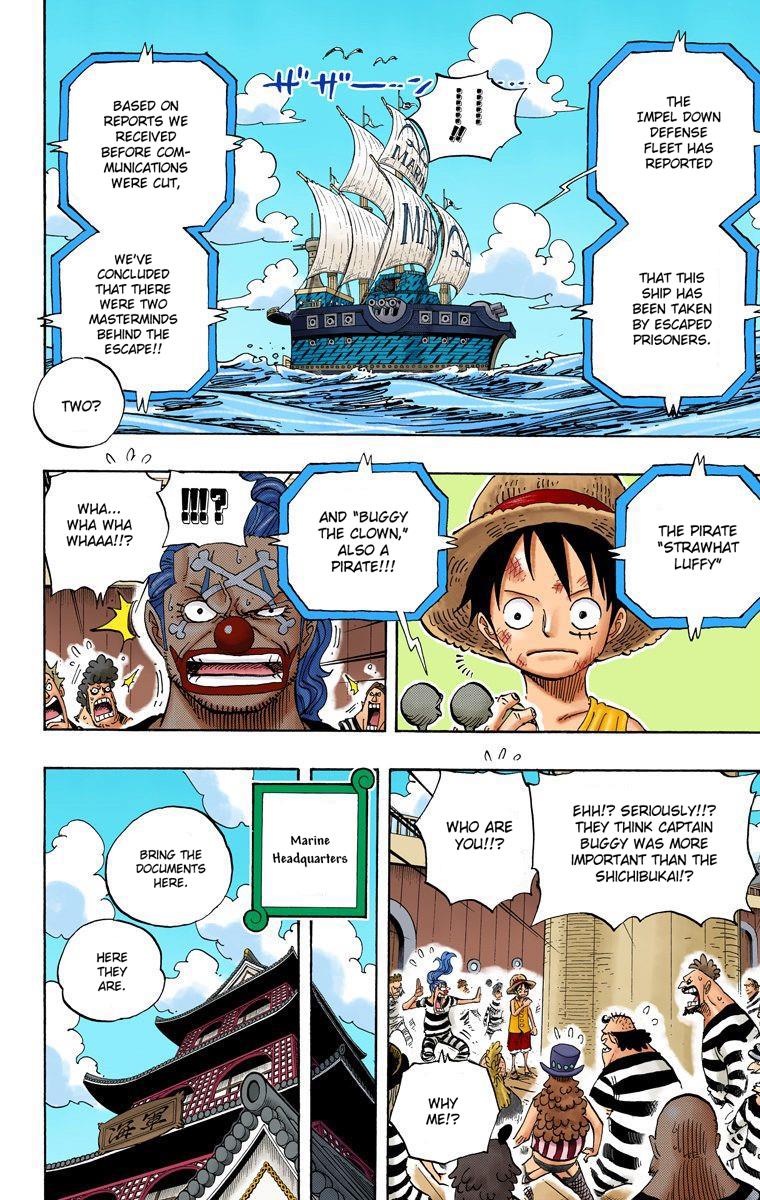 THE
IMPEL DOWN
DEFENSE
FLEET HAS
REPORTED
THAT THIS
SHIP HAS
BEEN TAKEN
BY ESCAPED
PRISONERS.
!!
ザザーーン
MARI
MA
BASED ON
REPORTS WE
RECEIVED
BEFORE COM-
MUNICATIONS
WERE CUT,
WE'VE
CONCLUDED
THAT THERE
WERE TWO
MASTERMINDS
BEHIND THE
ESCAPE!!
TWO?
THE PIRATE
"STRAWHAT
LUFFY"
AND "BUGGY
THE CLOWN,"
ALSO A
PIRATE!!!
!!!?
WHA...
WHA WHA
WHAAA!!?
EHH!? SERIOUSLY!!?
THEY THINK CAPTAIN
BUGGY WAS MORE
IMPORTANT THAN THE
SHICHIBUKAI!?
WHO ARE
YOU!!?
WHY
ME!?
Marine
Headquarters
BRING THE
DOCUMENTS
HERE.
HERE
THEY
ARE.
海軍